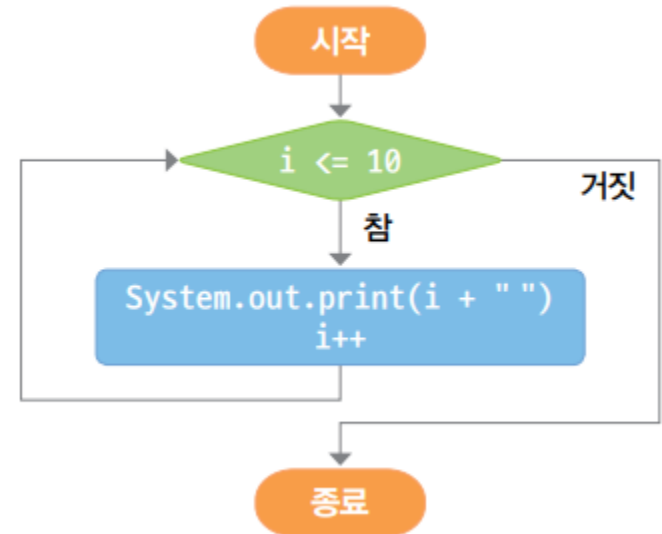 시작
i <= 10
거짓
참
System.out.print(i + " ")
i++
종료